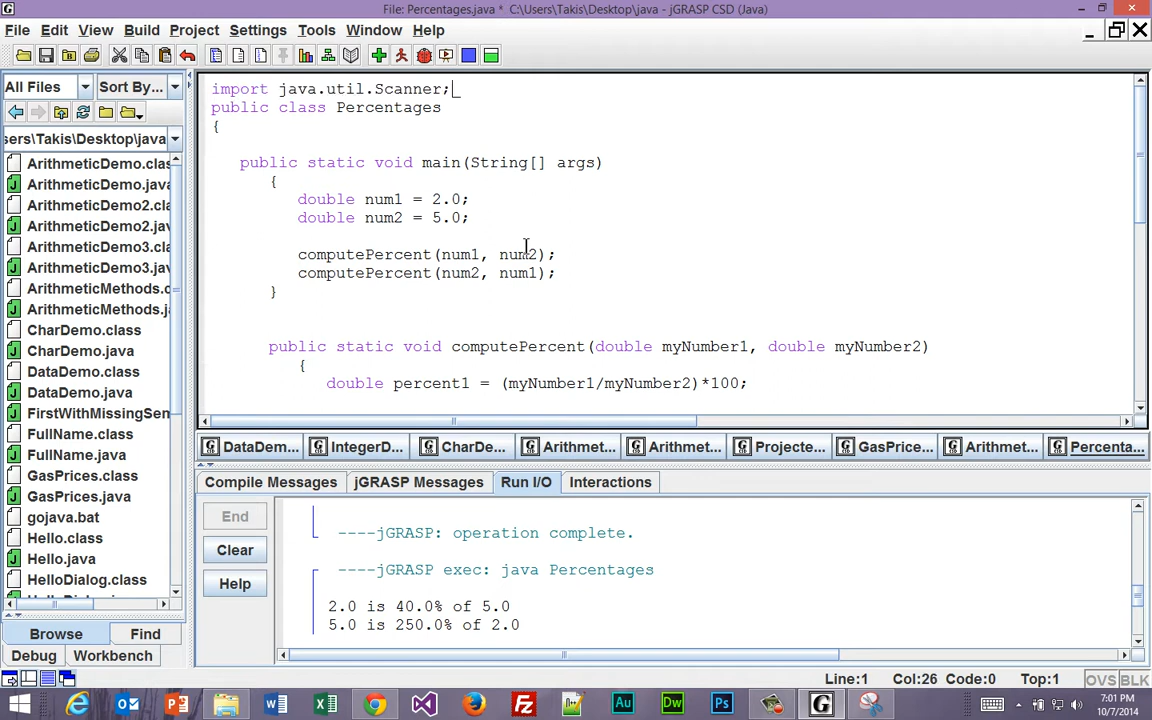 File: Percentages.java * C:\Users\Takis\Desktop\java - jGRASP CSD (Java)
File Edit View Build Project Settings Tools Window Help
All Files Sort By...
sers\Takis\Desktop\java
ArithmeticDemo.clas
ArithmeticDemo.java
ArithmeticDemo2.cla
ArithmeticDemo2.jav
ArithmeticDemo3.cla
ArithmeticDemo3.jav
ArithmeticMethods.c
ArithmeticMethods.j
CharDemo.class
CharDemo.java
DataDemo.class
DataDemo.java
FirstWithMissingSen
FullName.class
FullName.java
GasPrices.class
GasPrices.java
gojava.bat
Hello.class
Hello.java
HelloDialog.class
Browse Find
Debug Workbench
import java.util.Scanner;
public class Percentages
{
public static void main(String[] args)
{
double num1 = 2.0;
double num2 = 5.0;
computePercent(num1, num2);
computePercent(num2, num1);
}
public static void computePercent(double myNumber1, double myNumber2)
{
double percent1 = (myNumber1/myNumber2)*100;
DataDem... IntegerD... CharDe... Arithmet... Arithmet... Projecte... GasPrice... Arithmet... Percenta...
Compile Messages jGRASP Messages Run I/O Interactions
End
Clear
Help
----jGRASP: operation complete.
----jGRASP exec: java Percentages
2.0 is 40.0% of 5.0
5.0 is 250.0% of 2.0
Line:1 Col:26 Code:0 Top:1 OVS BLK
7:01 PM
10/7/2014